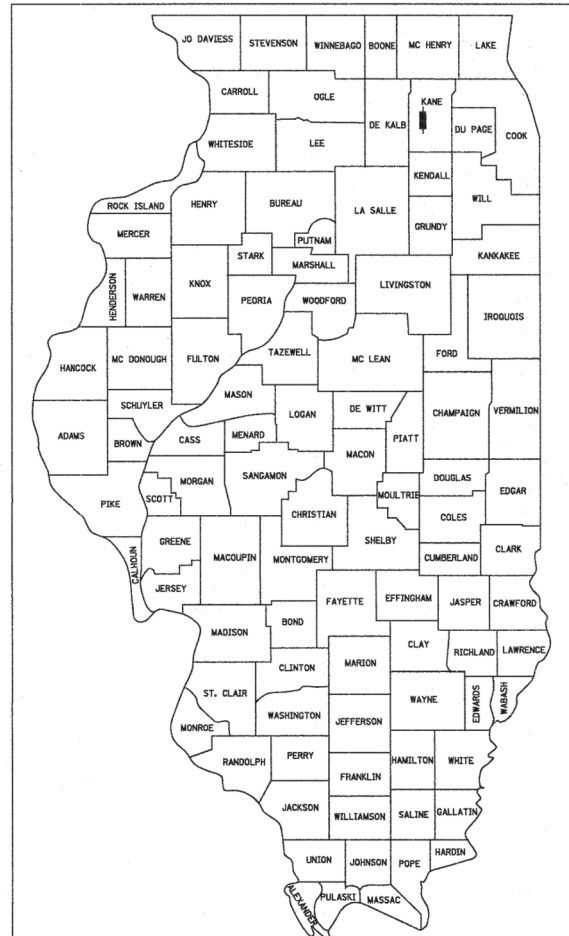 JO DAVIESS
STEVENSON
WINNEBAGO
BOONE
MC HENRY
LAKE
CARROLL
OGLE
DE KALB
KANE
DU PAGE
COOK
WHITESIDE
LEE
KENDALL
WILL
ROCK ISLAND
HENRY
BUREAU
LA SALLE
GRUNDY
MERCER
PUTNAM
STARK
MARSHALL
KANKAKEE
HENDERSON
WARREN
KNOX
PEORIA
WOODFORD
LIVINGSTON
IROQUOIS
HANCOCK
MC DONOUGH
FULTON
TAZEWELL
MC LEAN
FORD
SCHUYLER
MASON
LOGAN
DE WITT
CHAMPAIGN
VERMILION
ADAMS
BROWN
CASS
MENARD
MACON
PIATT
PIKE
SCOTT
MORGAN
SANGAMON
CHRISTIAN
MOULTRIE
DOUGLAS
EDGAR
COLES
CALHOUN
GREENE
MACOUPIN
MONTGOMERY
SHELBY
CUMBERLAND
CLARK
JERSEY
FAYETTE
EFFINGHAM
JASPER
CRAWFORD
MADISON
BOND
CLAY
RICHLAND
LAWRENCE
ST. CLAIR
CLINTON
MARION
WAYNE
EDWARDS
WABASH
MONROE
WASHINGTON
JEFFERSON
RANDOLPH
PERRY
HAMILTON
WHITE
FRANKLIN
JACKSON
WILLIAMSON
SALINE
GALLATIN
UNION
JOHNSON
POPE
HARDIN
ALEXANDER
PULASKI
MASSAC